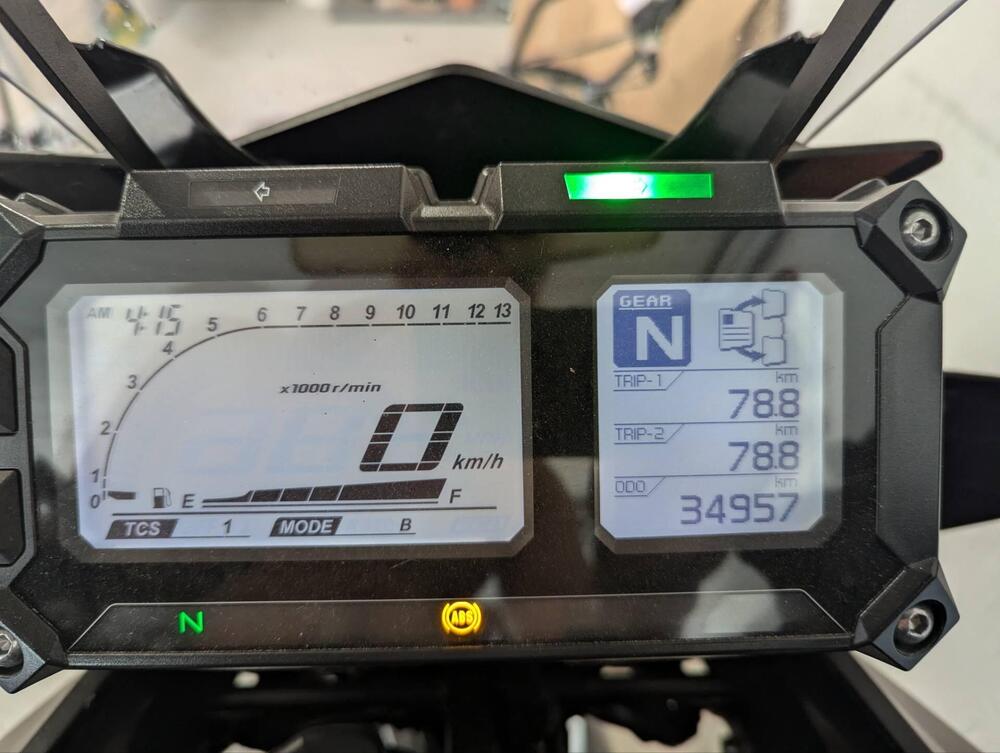 AM 4:15
0 1 2 3 4 5 6 7 8 9 10 11 12 13
x1000 r/min
0 km/h
E F
TCS 1 MODE B
GEAR
N
TRIP-1 km
78.8
TRIP-2 km
78.8
ODO km
34957
N ABS